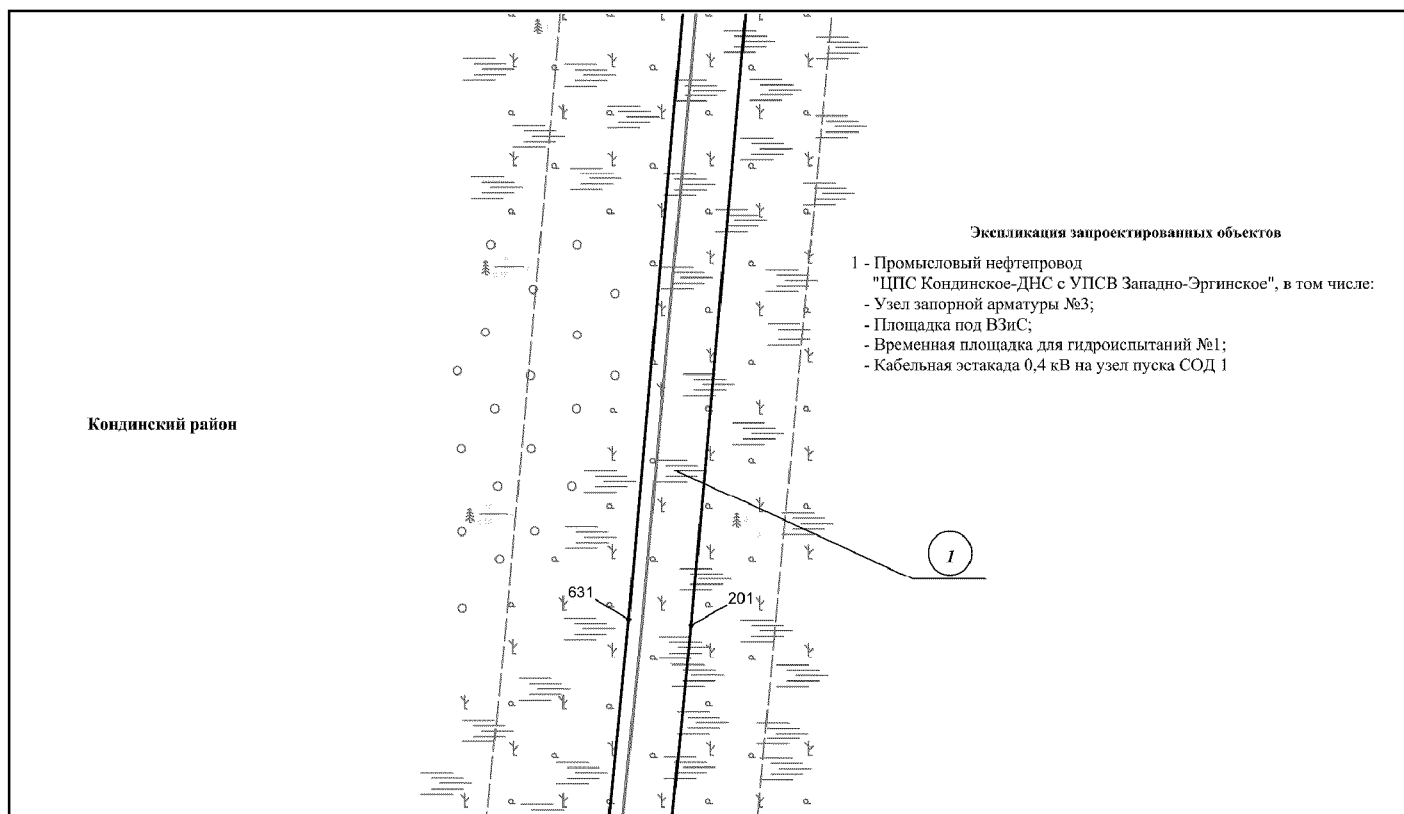 Экспликация запроектированных объектов
1 - Промысловый нефтепровод
"ЦПС Кондинское-ДНС с УПСВ Западно-Эргинское", в том числе:
- Узел запорной арматуры №3;
- Площадка под ВЗиС;
- Временная площадка для гидроиспытаний №1;
- Кабельная эстакада 0,4 кВ на узел пуска СОД 1
Кондинский район
1
631
201